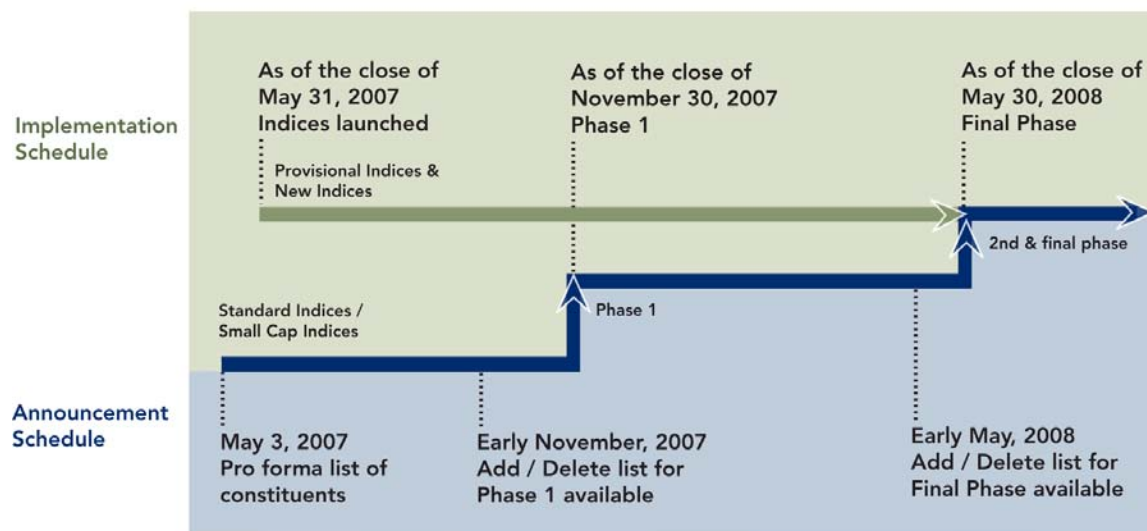 As of the close of
May 31, 2007
Indices launched
As of the close of
November 30, 2007
Phase 1
As of the close of
May 30, 2008
Final Phase
Implementation
Schedule
Provisional Indices &
New Indices
2nd & final phase
Standard Indices /
Small Cap Indices
Phase 1
Announcement
Schedule
May 3, 2007
Pro forma list of
constituents
Early November, 2007
Add / Delete list for
Phase 1 available
Early May, 2008
Add / Delete list for
Final Phase available